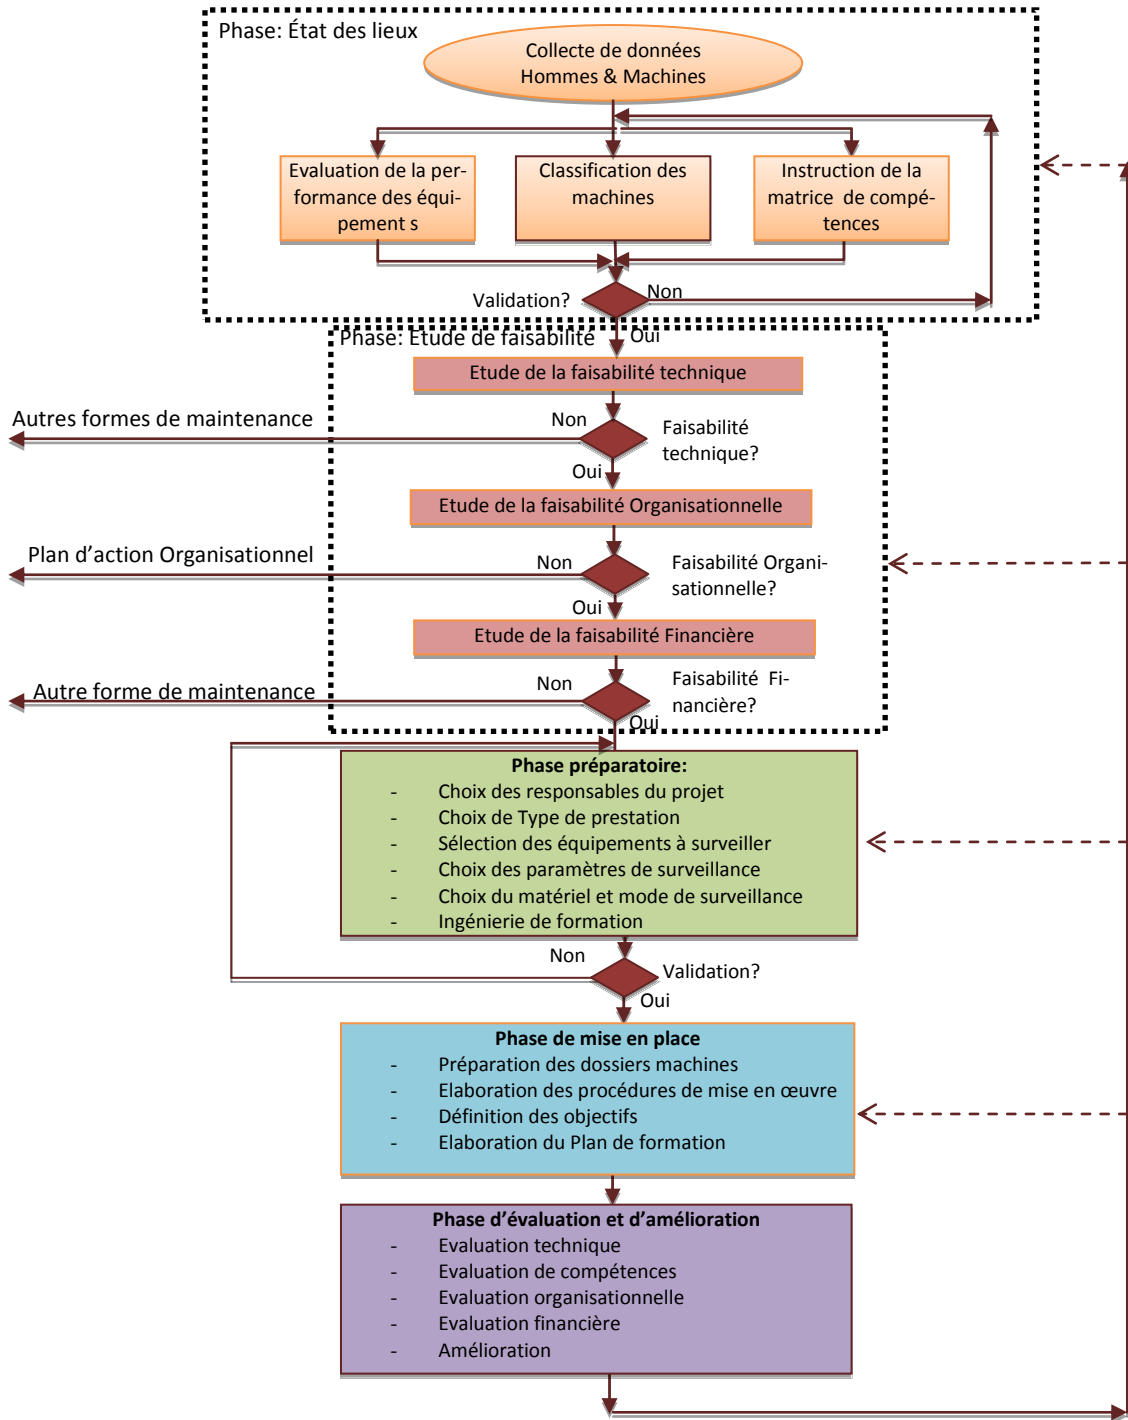 Phase: État des lieux
Collecte de données
Hommes & Machines
Evaluation de la per-
formance des équi-
pement s
Classification des
machines
Instruction de la
matrice de compé-
tences
Validation?
Non
Oui
Phase: Etude de faisabilité
Etude de la faisabilité technique
Autres formes de maintenance
Non
Faisabilité
technique?
Oui
Etude de la faisabilité Organisationnelle
Plan d’action Organisationnel
Non
Faisabilité Organi-
sationnelle?
Oui
Etude de la faisabilité Financière
Autre forme de maintenance
Non
Faisabilité Fi-
nancière?
Oui
Phase préparatoire:
- Choix des responsables du projet
- Choix de Type de prestation
- Sélection des équipements à surveiller
- Choix des paramètres de surveillance
- Choix du matériel et mode de surveillance
- Ingénierie de formation
Non
Validation?
Oui
Phase de mise en place
- Préparation des dossiers machines
- Elaboration des procédures de mise en œuvre
- Définition des objectifs
- Elaboration du Plan de formation
Phase d’évaluation et d’amélioration
- Evaluation technique
- Evaluation de compétences
- Evaluation organisationnelle
- Evaluation financière
- Amélioration